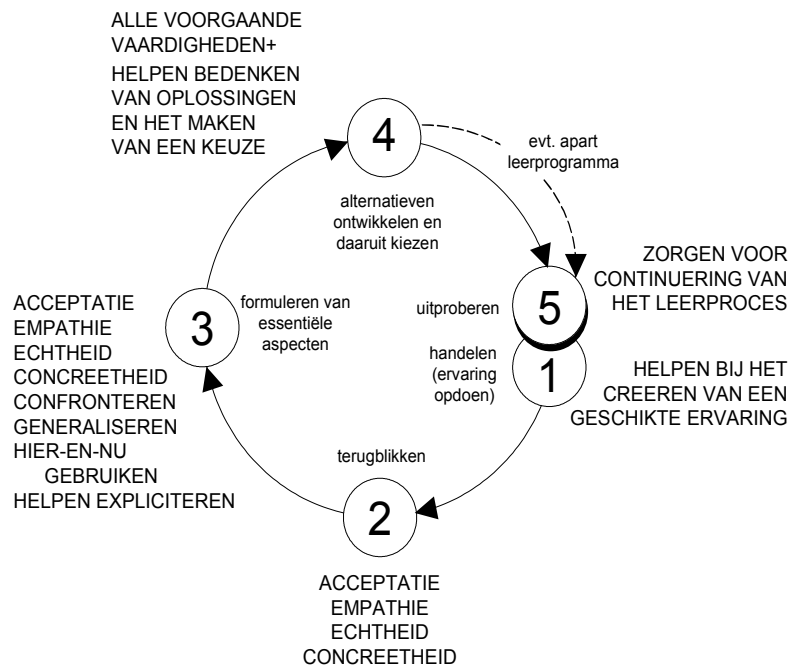 ALLE VOORGAANDE
VAARDIGHEDEN+
HELPEN BEDENKEN
VAN OPLOSSINGEN
EN HET MAKEN
VAN EEN KEUZE
4
evt. apart
leerprogramma
alternatieven
ontwikkelen en
daaruit kiezen
ZORGEN VOOR
CONTINUERING VAN
HET LEERPROCES
5
uitproberen
ACCEPTATIE
EMPATHIE
ECHTHEID
CONCREETHEID
CONFRONTEREN
GENERALISEREN
HIER-EN-NU
GEBRUIKEN
HELPEN EXPLICITEREN
3
formuleren van
essentiële
aspecten
handelen
(ervaring
opdoen)
1
HELPEN BIJ HET
CREEREN VAN EEN
GESCHIKTE ERVARING
terugblikken
2
ACCEPTATIE
EMPATHIE
ECHTHEID
CONCREETHEID